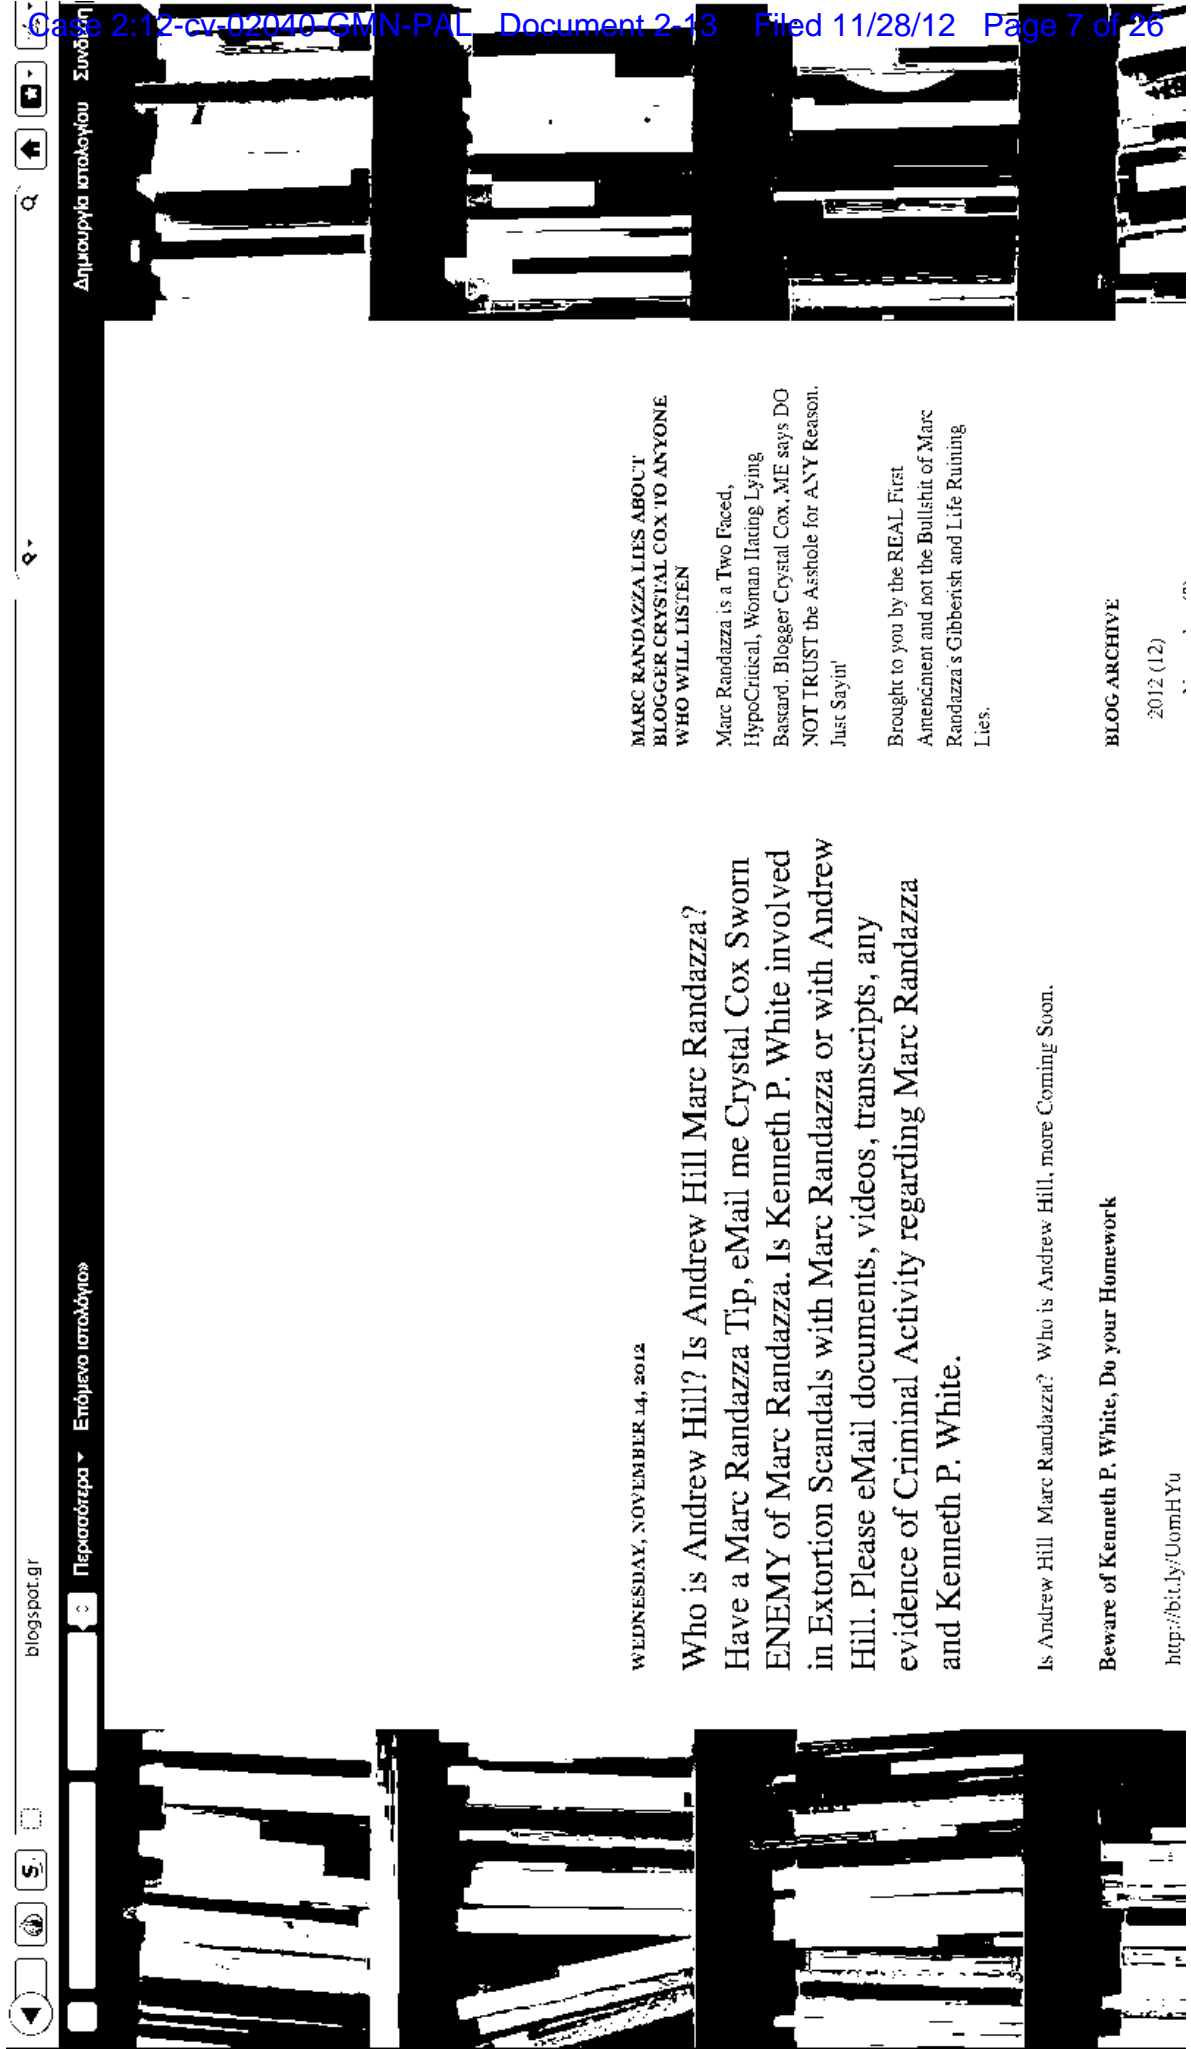 Case 2:12-cv-02040-GMN-PAL Document 2-13 Filed 11/28/12 Page 7 of 26
blogspot.gr
Περισσότερα Επόμενο ιστολόγιο»
Δημιουργία ιστολογίου
WEDNESDAY, NOVEMBER 14, 2012
Who is Andrew Hill? Is Andrew Hill Marc Randazza?
Have a Marc Randazza Tip, eMail me Crystal Cox Sworn
ENEMY of Marc Randazza. Is Kenneth P. White involved
in Extortion Scandals with Marc Randazza or with Andrew
Hill. Please eMail documents, videos, transcripts, any
evidence of Criminal Activity regarding Marc Randazza
and Kenneth P. White.
Is Andrew Hill Marc Randazza? Who is Andrew Hill, more Coming Soon.
Beware of Kenneth P. White, Do your Homework
http://bit.ly/UomHYu
MARC RANDAZZA LIES ABOUT
BLOGGER CRYSTAL COX TO ANYONE
WHO WILL LISTEN
Marc Randazza is a Two Faced,
HypoCritical, Woman Hating Lying
Bastard. Blogger Crystal Cox, ME says DO
NOT TRUST the Asshole for ANY Reason.
Just Sayin'
Brought to you by the REAL First
Amendment and not the Bullshit of Marc
Randazza's Gibberish and Life Ruining
Lies.
BLOG ARCHIVE
2012 (12)